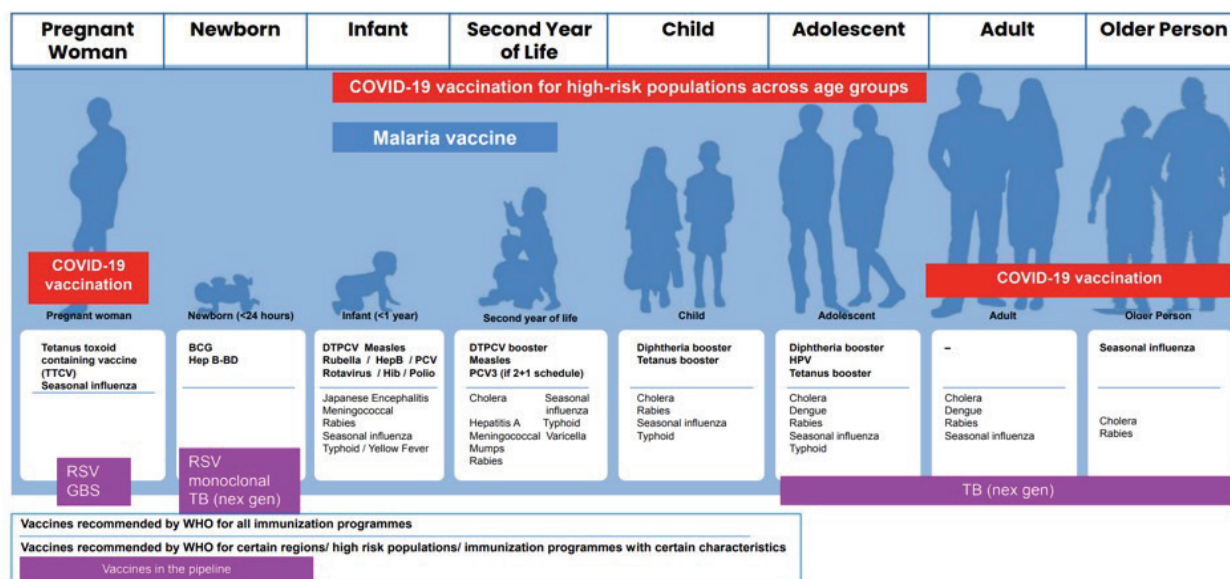 Pregnant Woman
Newborn
Infant
Second Year of Life
Child
Adolescent
Adult
Older Person
COVID-19 vaccination for high-risk populations across age groups
Malaria vaccine
COVID-19
vaccination
COVID-19 vaccination
Pregnant woman
Newborn (<24 hours)
Infant (<1 year)
Second year of life
Child
Adolescent
Adult
Older Person
Tetanus toxoid
containing vaccine
(TTCV)
Seasonal influenza
BCG
Hep B-BD
DTPCV Measles
Rubella / HepB / PCV
Rotavirus / Hib / Polio
Japanese Encephalitis
Meningococcal
Rabies
Seasonal influenza
Typhoid / Yellow Fever
DTPCV booster
Measles
PCV3 (if 2+1 schedule)
Cholera Seasonal
influenza
Hepatitis A Typhoid
Meningococcal Varicella
Mumps
Rabies
Diphtheria booster
Tetanus booster
Cholera
Rabies
Seasonal influenza
Typhoid
Diphtheria booster
HPV
Tetanus booster
Cholera
Dengue
Rabies
Seasonal influenza
Typhoid
–
Cholera
Dengue
Rabies
Seasonal influenza
Seasonal influenza
Cholera
Rabies
RSV
GBS
RSV
monoclonal
TB (nex gen)
TB (nex gen)
Vaccines recommended by WHO for all immunization programmes
Vaccines recommended by WHO for certain regions/ high risk populations/ immunization programmes with certain characteristics
Vaccines in the pipeline